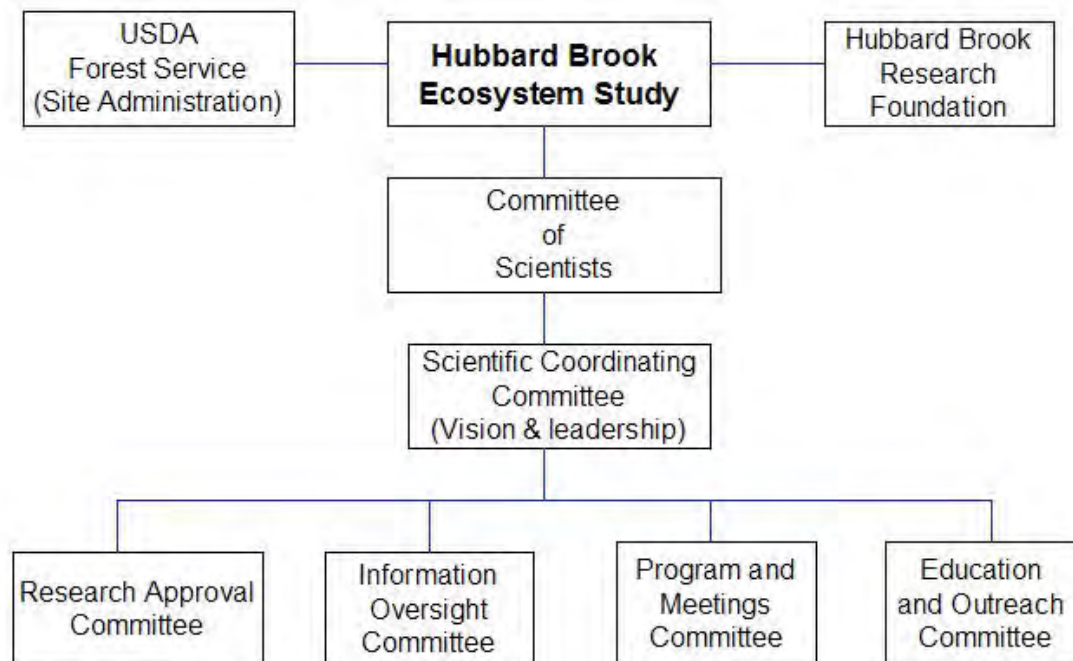 USDA
Forest Service
(Site Administration)
Hubbard Brook
Ecosystem Study
Hubbard Brook
Research
Foundation
Committee
of
Scientists
Scientific Coordinating
Committee
(Vision & leadership)
Research Approval
Committee
Information
Oversight
Committee
Program and
Meetings
Committee
Education
and Outreach
Committee